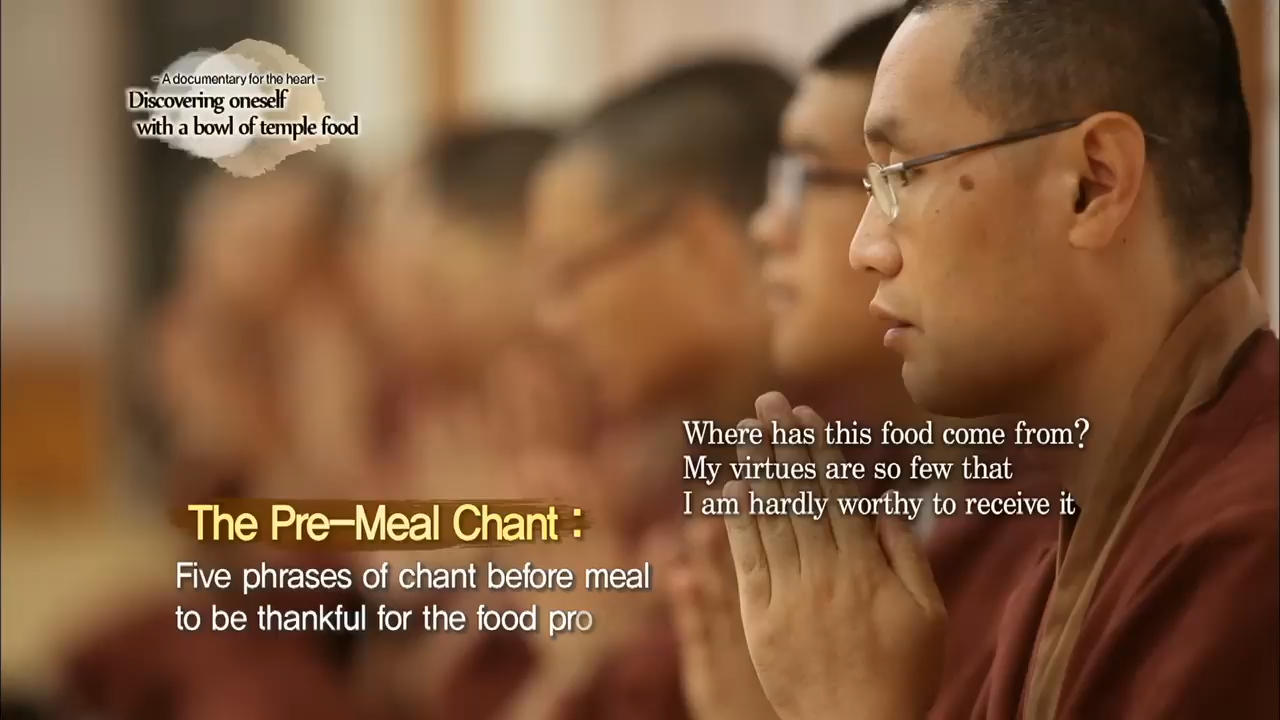 - A documentary for the heart -
Discovering oneself
with a bowl of temple food
Where has this food come from?
My virtues are so few that
I am hardly worthy to receive it
The Pre-Meal Chant :
Five phrases of chant before meal
to be thankful for the food pro